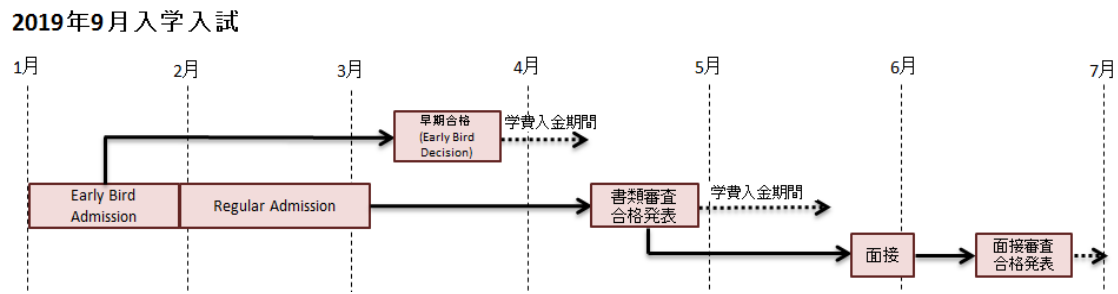 2019年9月入学入試
1月
2月
3月
4月
5月
6月
7月
早期合格
(Early Bird
Decision)
学費入金期間
Early Bird
Admission
Regular Admission
書類審査
合格発表
学費入金期間
面接
面接審査
合格発表